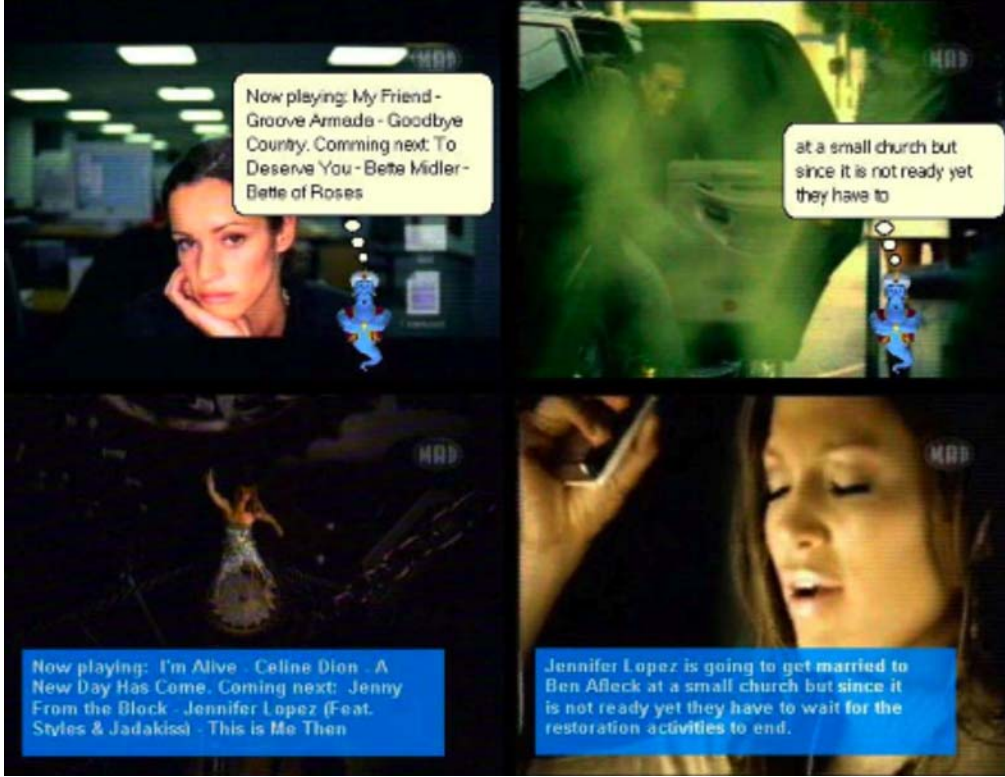 MAD
Now playing: My Friend -
Groove Armada - Goodbye
Country. Comming next: To
Deserve You - Bette Midler -
Bette of Roses
MAD
at a small church but
since it is not ready yet
they have to
MAD
Now playing: I'm Alive - Celine Dion - A
New Day Has Come. Coming next: Jenny
From the Block - Jennifer Lopez (Feat.
Styles & Jadakiss) - This is Me Then
MAD
Jennifer Lopez is going to get married to
Ben Afleck at a small church but since it
is not ready yet they have to wait for the
restoration activities to end.